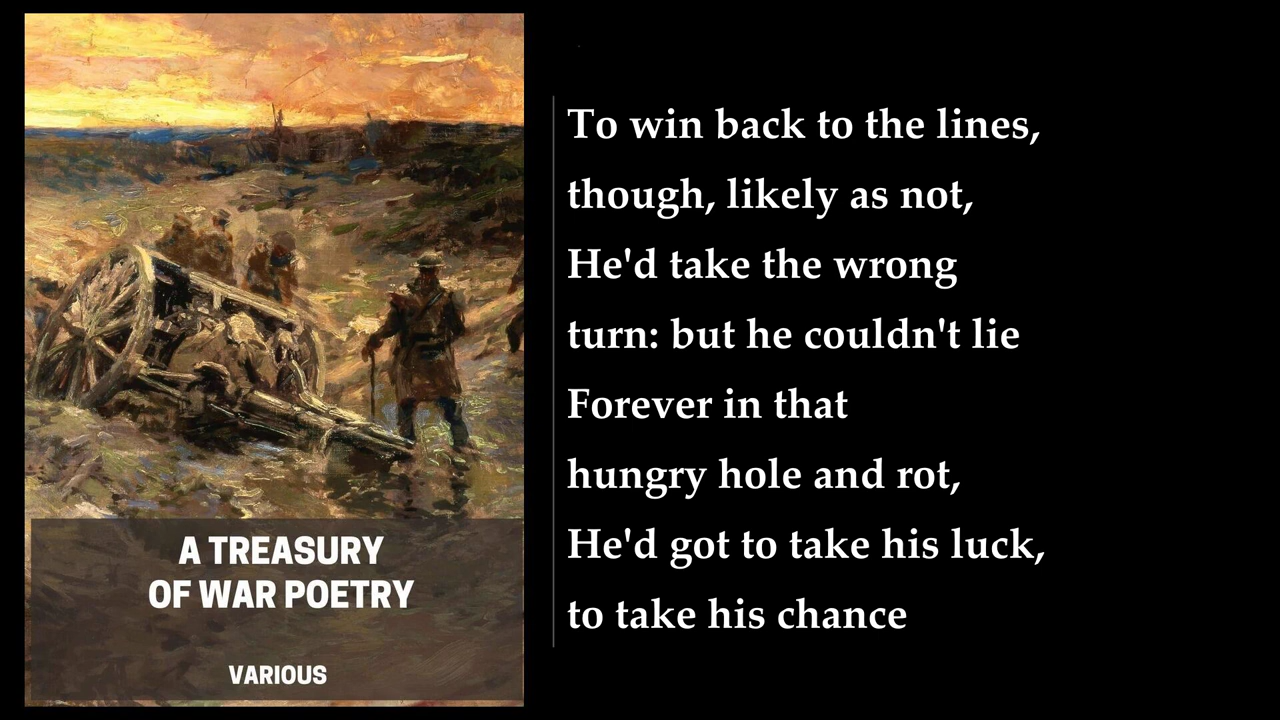 A TREASURY
OF WAR POETRY
VARIOUS
To win back to the lines,
though, likely as not,
He'd take the wrong
turn: but he couldn't lie
Forever in that
hungry hole and rot,
He'd got to take his luck,
to take his chance